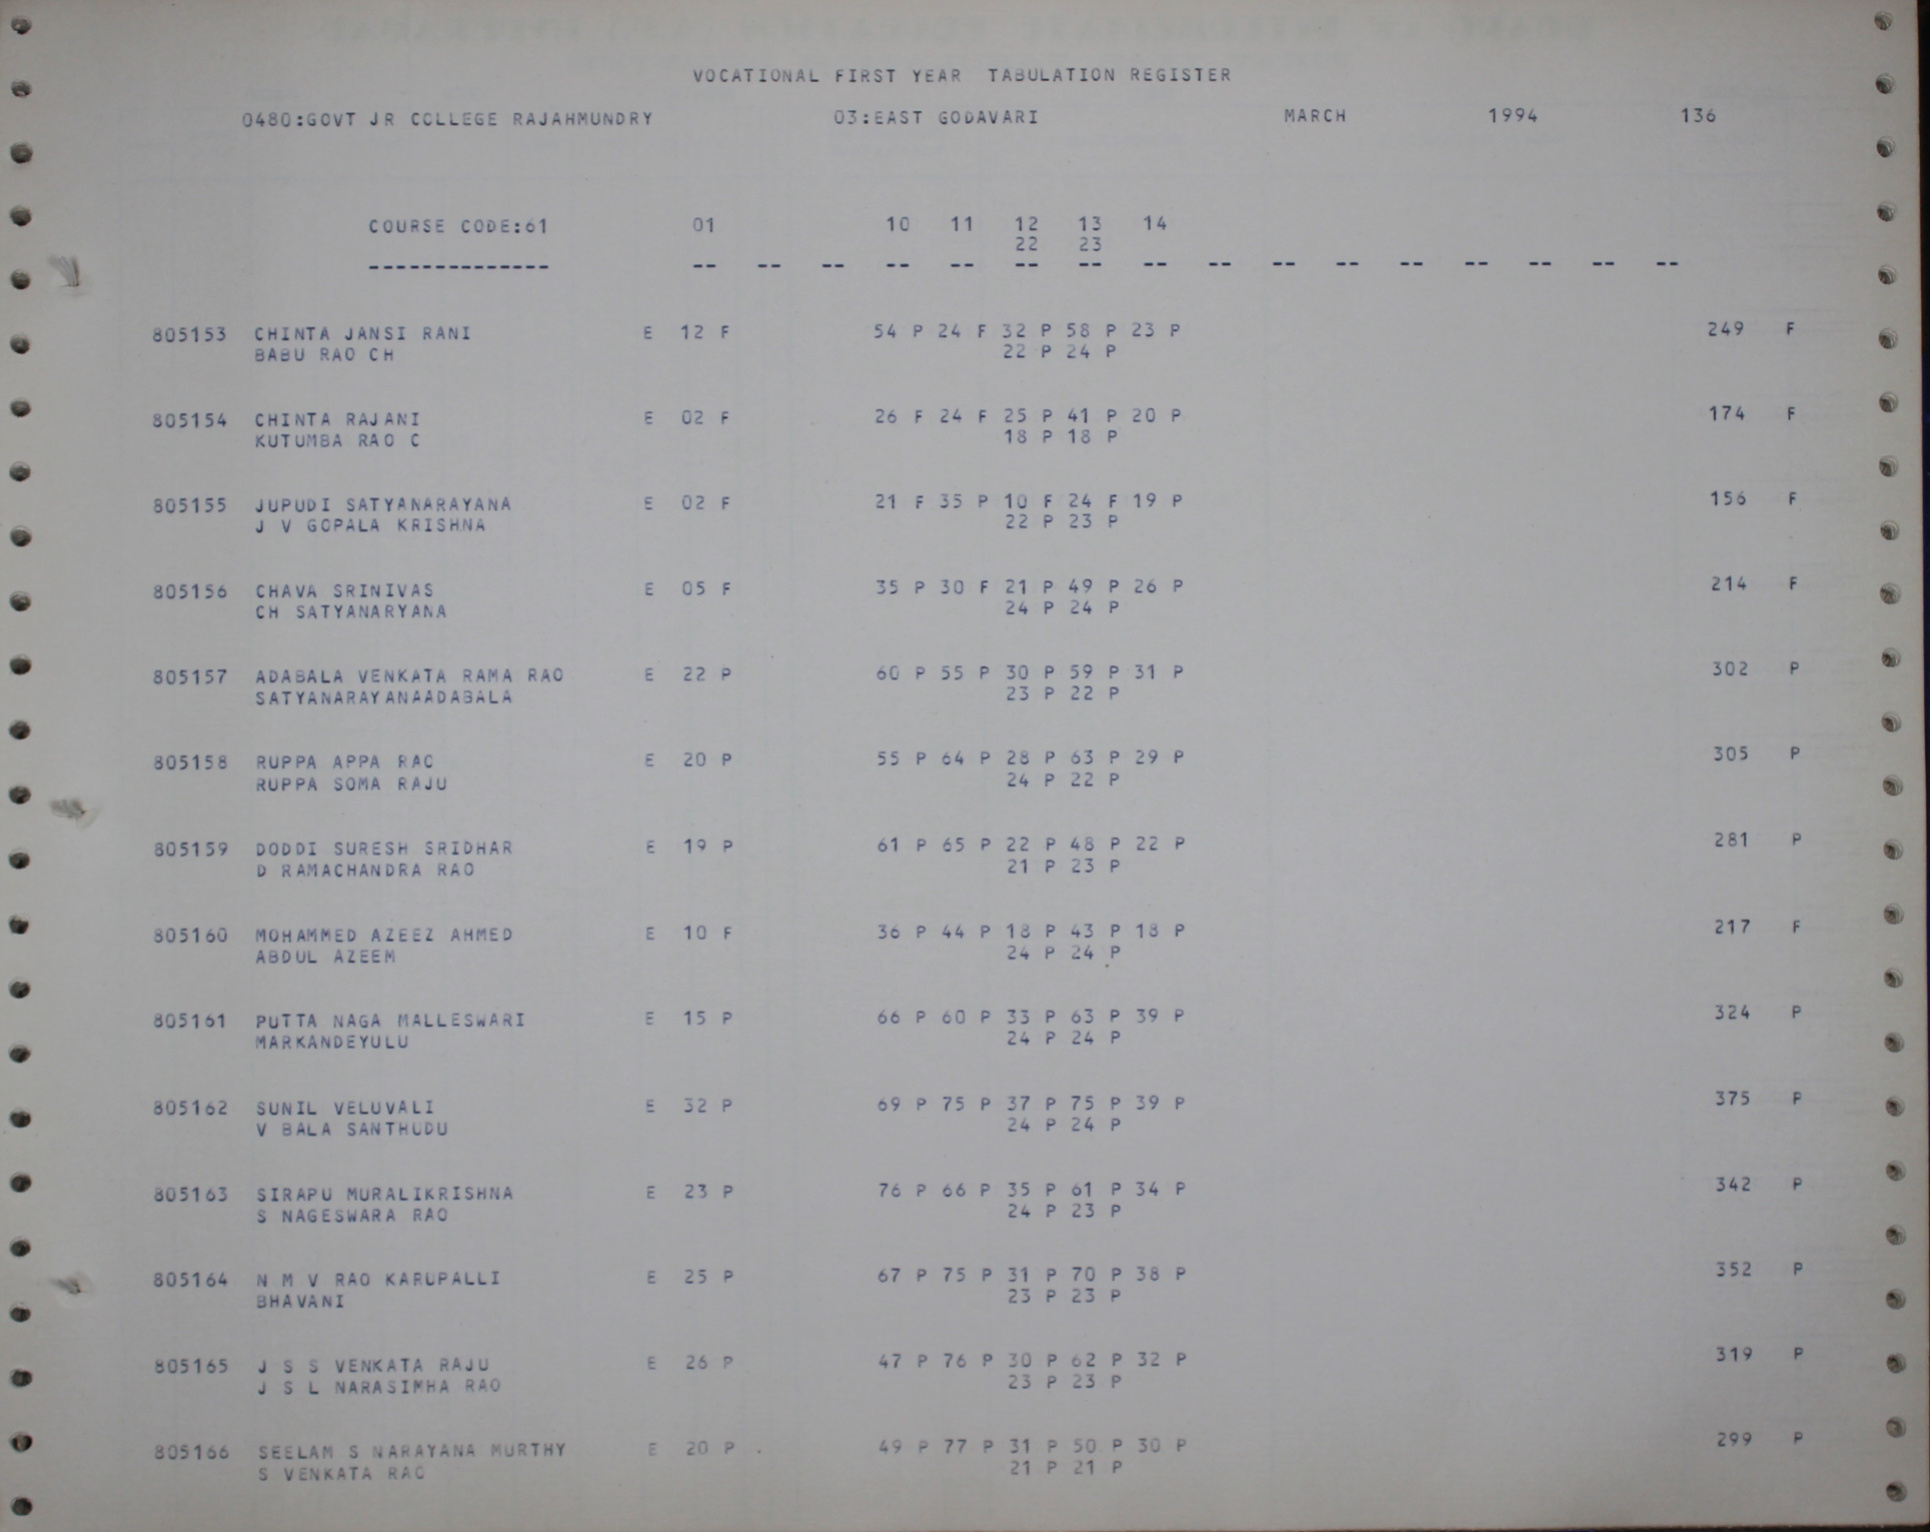 VOCATIONAL FIRST YEAR TABULATION REGISTER
0480:GOVT JR COLLEGE RAJAHMUNDRY 03:EAST GODAVARI MARCH 1994 136
COURSE CODE:61 01 10 11 12 13 14
22 23
-------------- -- -- -- -- -- -- -- -- -- -- -- -- -- -- -- --
805153 CHINTA JANSI RANI E 12 F 54 P 24 F 32 P 58 P 23 P 249 F
BABU RAO CH 22 P 24 P
805154 CHINTA RAJANI E 02 F 26 F 24 F 25 P 41 P 20 P 174 F
KUTUMBA RAO C 18 P 18 P
805155 JUPUDI SATYANARAYANA E 02 F 21 F 35 P 10 F 24 F 19 P 156 F
J V GOPALA KRISHNA 22 P 23 P
805156 CHAVA SRINIVAS E 05 F 35 P 30 F 21 P 49 P 26 P 214 F
CH SATYANARYANA 24 P 24 P
805157 ADABALA VENKATA RAMA RAO E 22 P 60 P 55 P 30 P 59 P 31 P 302 P
SATYANARAYANAADABALA 23 P 22 P
805158 RUPPA APPA RAO E 20 P 55 P 64 P 28 P 63 P 29 P 305 P
RUPPA SOMA RAJU 24 P 22 P
805159 DODDI SURESH SRIDHAR E 19 P 61 P 65 P 22 P 48 P 22 P 281 P
D RAMACHANDRA RAO 21 P 23 P
805160 MOHAMMED AZEEZ AHMED E 10 F 36 P 44 P 18 P 43 P 18 P 217 F
ABDUL AZEEM 24 P 24 P
805161 PUTTA NAGA MALLESWARI E 15 P 66 P 60 P 33 P 63 P 39 P 324 P
MARKANDEYULU 24 P 24 P
805162 SUNIL VELUVALI E 32 P 69 P 75 P 37 P 75 P 39 P 375 P
V BALA SANTHUDU 24 P 24 P
805163 SIRAPU MURALIKRISHNA E 23 P 76 P 66 P 35 P 61 P 34 P 342 P
S NAGESWARA RAO 24 P 23 P
805164 N M V RAO KARUPALLI E 25 P 67 P 75 P 31 P 70 P 38 P 352 P
BHAVANI 23 P 23 P
805165 J S S VENKATA RAJU E 26 P 47 P 76 P 30 P 62 P 32 P 319 P
J S L NARASIMHA RAO 23 P 23 P
805166 SEELAM S NARAYANA MURTHY E 20 P 49 P 77 P 31 P 50 P 30 P 299 P
S VENKATA RAO 21 P 21 P